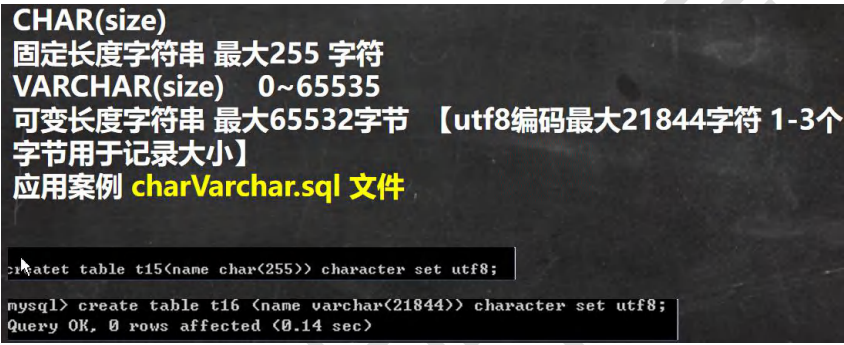 CHAR(size)
固定长度字符串 最大255 字符
VARCHAR(size) 0~65535
可变长度字符串 最大65532字节 【utf8编码最大21844字符 1-3个
字节用于记录大小】
应用案例 charVarchar.sql 文件
createt table t15(name char(255)) character set utf8;
mysql> create table t16 (name varchar(21844)) character set utf8;
Query OK, 0 rows affected (0.14 sec)